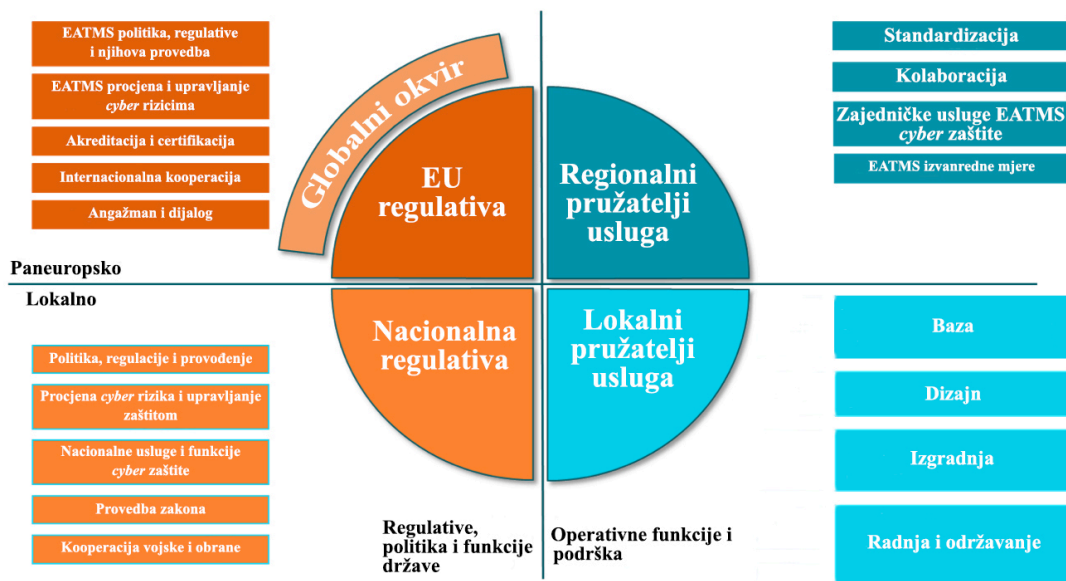 EATMS politika, regulative
i njihova provedba
EATMS procjena i upravljanje
cyber rizicima
Akreditacija i certifikacija
Internacionalna kooperacija
Angažman i dijalog
Globalni okvir
EU
regulativa
Regionalni
pružatelji
usluga
Standardizacija
Kolaboracija
Zajedničke usluge EATMS
cyber zaštite
EATMS izvanredne mjere
Paneuropsko
Lokalno
Politika, regulacije i provođenje
Procjena cyber rizika i upravljanje
zaštitom
Nacionalne usluge i funkcije
cyber zaštite
Provedba zakona
Kooperacija vojske i obrane
Nacionalna
regulativa
Lokalni
pružatelji
usluga
Baza
Dizajn
Izgradnja
Radnja i održavanje
Regulative,
politika i funkcije
države
Operativne funkcije i
podrška